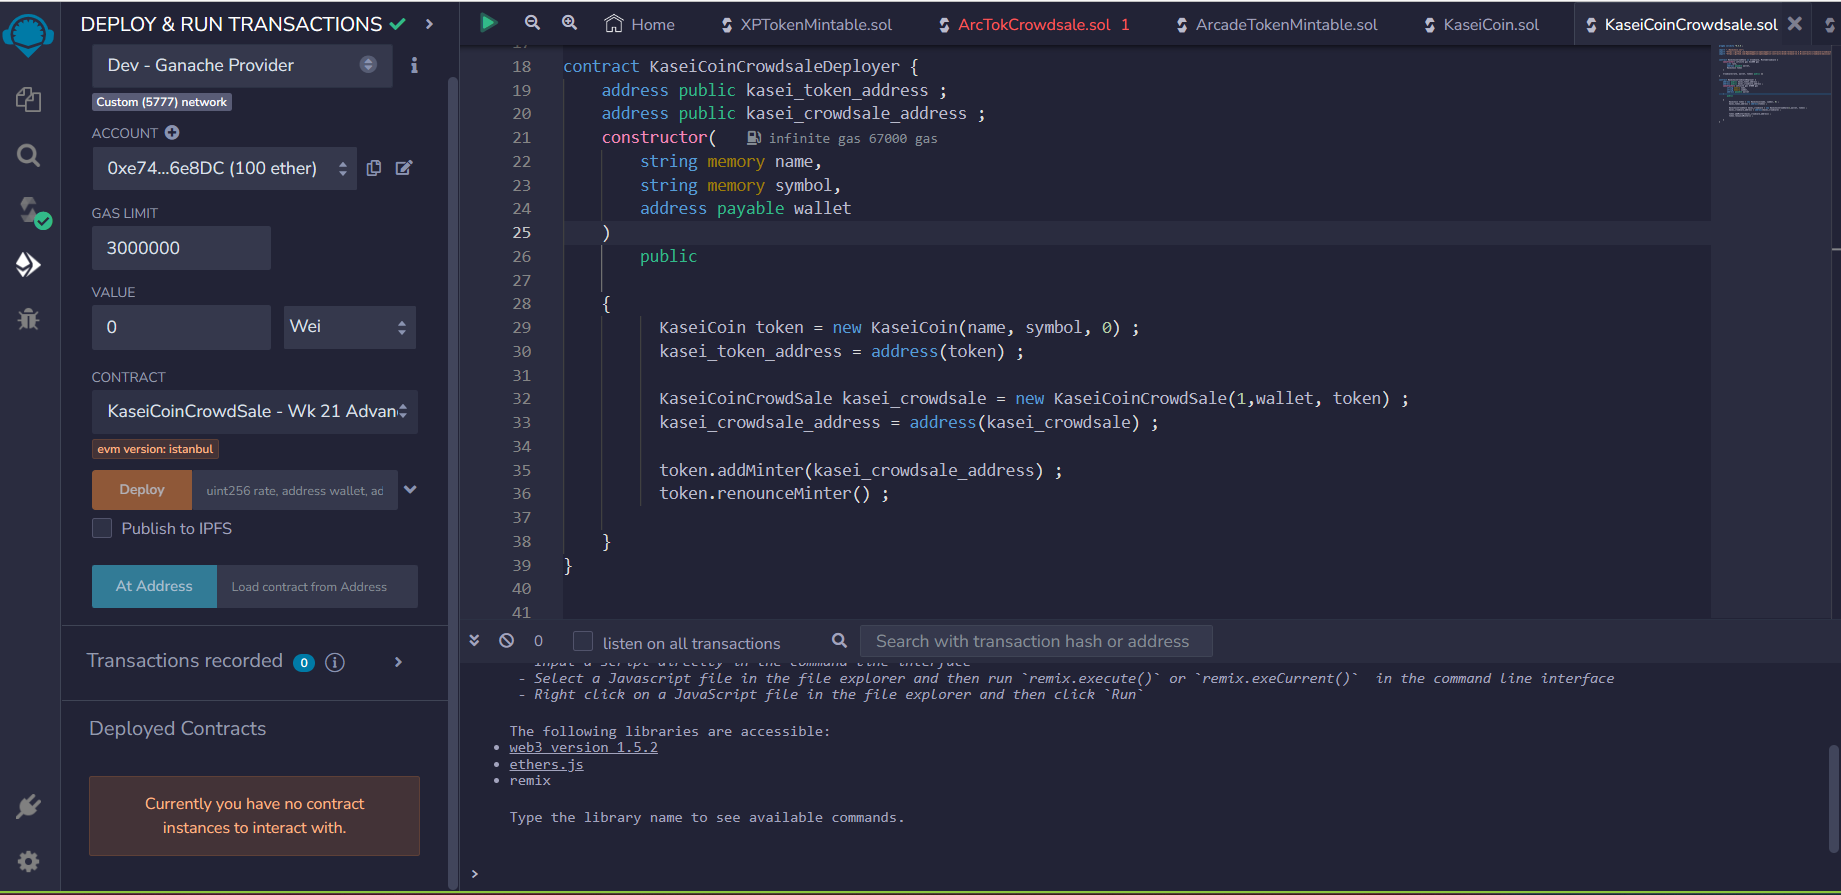 DEPLOY & RUN TRANSACTIONS
Dev - Ganache Provider
Custom (5777) network
ACCOUNT
0xe74...6e8DC (100 ether)
GAS LIMIT
3000000
VALUE
0
Wei
CONTRACT
KaseiCoinCrowdSale - Wk 21 Advan
evm version: istanbul
Deploy
uint256 rate, address wallet, ad
Publish to IPFS
At Address
Load contract from Address
Transactions recorded 0
Deployed Contracts
Currently you have no contract
instances to interact with.
Home
XPTokenMintable.sol
ArcTokCrowdsale.sol 1
ArcadeTokenMintable.sol
KaseiCoin.sol
KaseiCoinCrowdsale.sol
17
18 contract KaseiCoinCrowdsaleDeployer {
19 address public kasei_token_address ;
20 address public kasei_crowdsale_address ;
21 constructor( infinite gas 67000 gas
22 string memory name,
23 string memory symbol,
24 address payable wallet
25 )
26 public
27
28 {
29 KaseiCoin token = new KaseiCoin(name, symbol, 0) ;
30 kasei_token_address = address(token) ;
31
32 KaseiCoinCrowdSale kasei_crowdsale = new KaseiCoinCrowdSale(1,wallet, token) ;
33 kasei_crowdsale_address = address(kasei_crowdsale) ;
34
35 token.addMinter(kasei_crowdsale_address) ;
36 token.renounceMinter() ;
37
38 }
39 }
40
41
0
listen on all transactions
Search with transaction hash or address
- Input a script directly in the command line interface
- Select a Javascript file in the file explorer and then run `remix.execute()` or `remix.exeCurrent()` in the command line interface
- Right click on a JavaScript file in the file explorer and then click `Run`
The following libraries are accessible:
• web3 version 1.5.2
• ethers.js
• remix
Type the library name to see available commands.
>